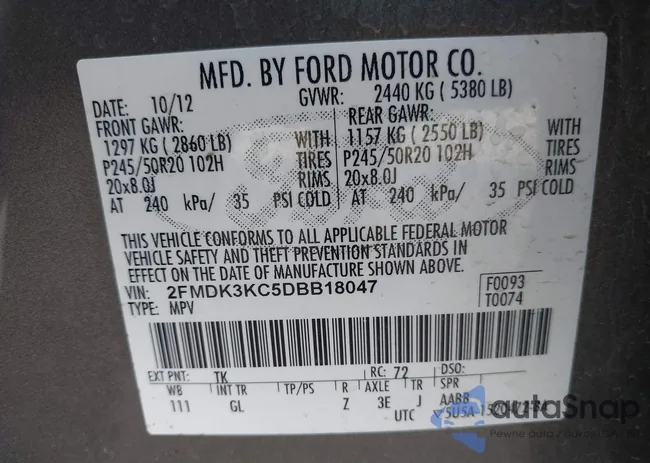 MFD. BY FORD MOTOR CO.
DATE: 10/12 GVWR: 2440 KG ( 5380 LB)
FRONT GAWR: REAR GAWR:
1297 KG ( 2860 LB) WITH 1157 KG ( 2550 LB) WITH
P245/50R20 102H TIRES P245/50R20 102H TIRES
20x8.0J RIMS 20x8.0J RIMS
AT 240 kPa/ 35 PSI COLD AT 240 kPa/ 35 PSI COLD
THIS VEHICLE CONFORMS TO ALL APPLICABLE FEDERAL MOTOR
VEHICLE SAFETY AND THEFT PREVENTION STANDARDS IN
EFFECT ON THE DATE OF MANUFACTURE SHOWN ABOVE.
VIN: 2FMDK3KC5DBB18047 F0093
TYPE: MPV T0074
EXT PNT: TK RC: 72 DSO:
WB INT TR TP/PS R AXLE TR SPR
111 GL Z 3E J AABB
UTC
autaSnap
Pewne auta z